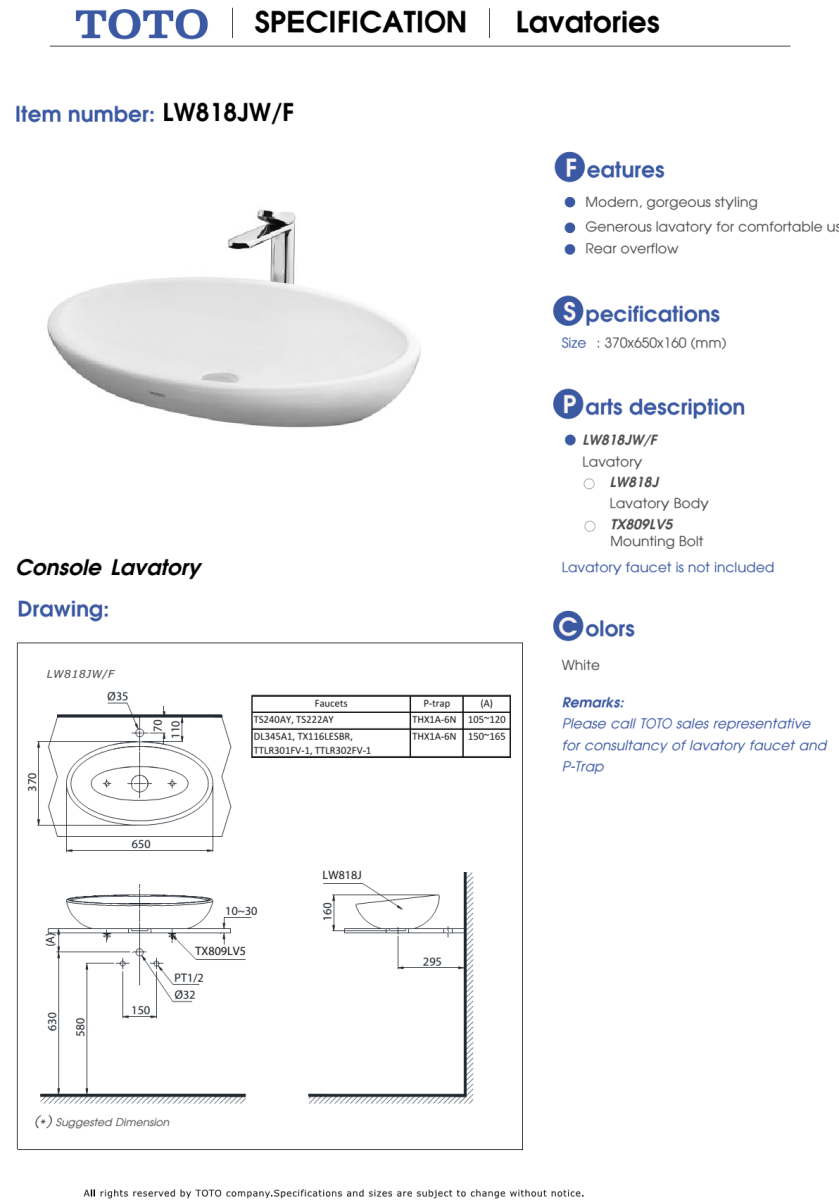 TOTO | SPECIFICATION | Lavatories
Item number: LW818JW/F
Features
Modern, gorgeous styling
Generous lavatory for comfortable us
Rear overflow
Specifications
Size : 370x650x160 (mm)
Parts description
LW818JW/F
Lavatory
LW818J
Lavatory Body
TX809LV5
Mounting Bolt
Lavatory faucet is not included
Colors
White
Remarks:
Please call TOTO sales representative
for consultancy of lavatory faucet and
P-Trap
Console Lavatory
Drawing:
LW818JW/F
Faucets P-trap (A)
TS240AY, TS222AY THX1A-6N 105~120
DL345A1, TX116LESBR, THX1A-6N 150~165
TTLR301FV-1, TTLR302FV-1
Ø35
70
110
370
650
10~30
(A)
TX809LV5
PT1/2
Ø32
150
630
580
LW818J
160
295
(*) Suggested Dimension
All rights reserved by TOTO company.Specifications and sizes are subject to change without notice.